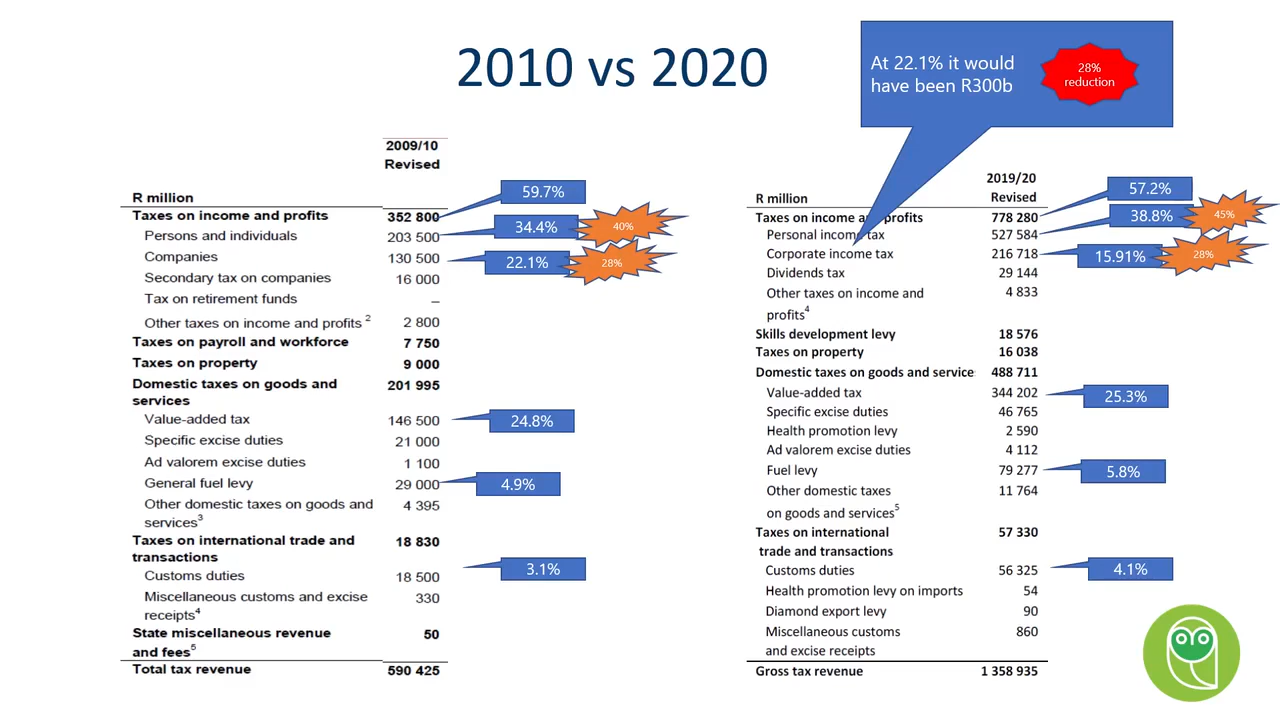 2010 vs 2020
At 22.1% it would
have been R300b
28%
reduction
2009/10
Revised
R million
Taxes on income and profits 352 800
Persons and individuals 203 500
Companies 130 500
Secondary tax on companies 16 000
Tax on retirement funds –
Other taxes on income and profits 2 2 800
Taxes on payroll and workforce 7 750
Taxes on property 9 000
Domestic taxes on goods and 201 995
services
Value-added tax 146 500
Specific excise duties 21 000
Ad valorem excise duties 1 100
General fuel levy 29 000
Other domestic taxes on goods and 4 395
services3
Taxes on international trade and 18 830
transactions
Customs duties 18 500
Miscellaneous customs and excise 330
receipts4
State miscellaneous revenue 50
and fees5
Total tax revenue 590 425
59.7%
34.4%
40%
22.1%
28%
24.8%
4.9%
3.1%
2019/20
R million Revised
Taxes on income and profits 778 280
Personal income tax 527 584
Corporate income tax 216 718
Dividends tax 29 144
Other taxes on income and 4 833
profits4
Skills development levy 18 576
Taxes on property 16 038
Domestic taxes on goods and service 488 711
Value-added tax 344 202
Specific excise duties 46 765
Health promotion levy 2 590
Ad valorem excise duties 4 112
Fuel levy 79 277
Other domestic taxes 11 764
on goods and services5
Taxes on international 57 330
trade and transactions
Customs duties 56 325
Health promotion levy on imports 54
Diamond export levy 90
Miscellaneous customs 860
and excise receipts
Gross tax revenue 1 358 935
57.2%
38.8%
45%
15.91%
28%
25.3%
5.8%
4.1%